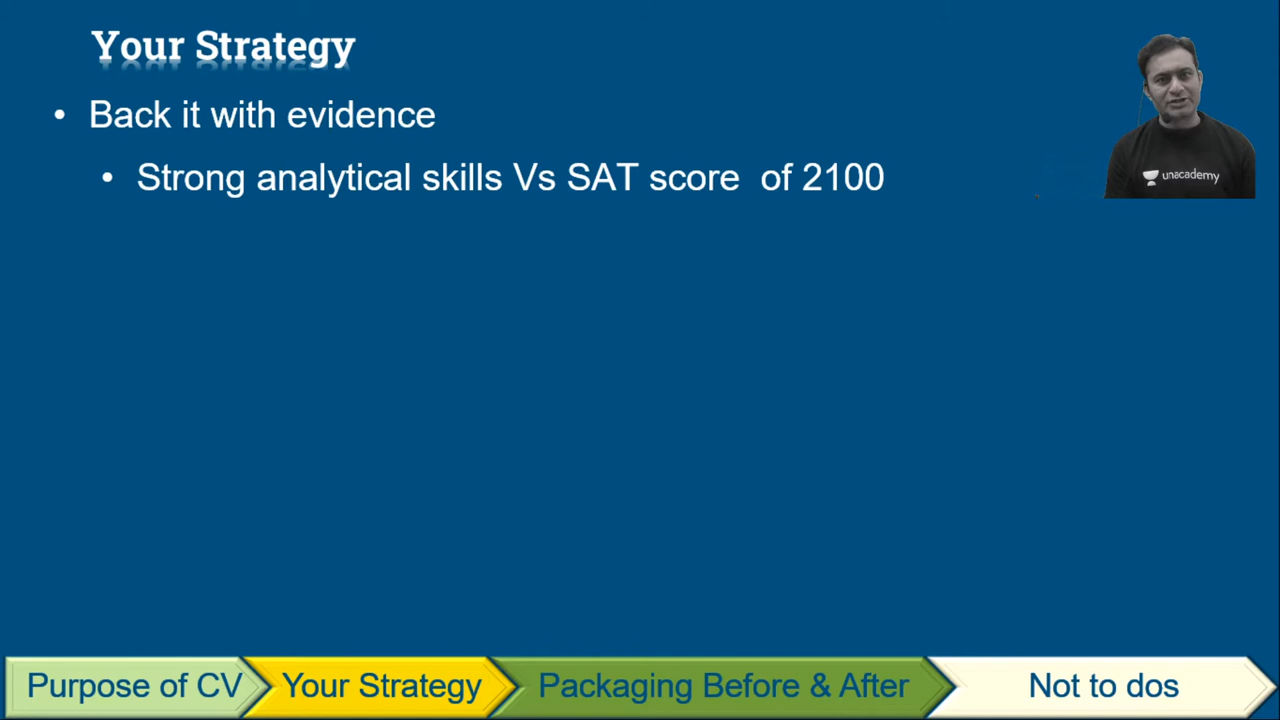 Your Strategy
• Back it with evidence
• Strong analytical skills Vs SAT score of 2100
unacademy
Purpose of CV
Your Strategy
Packaging Before & After
Not to dos